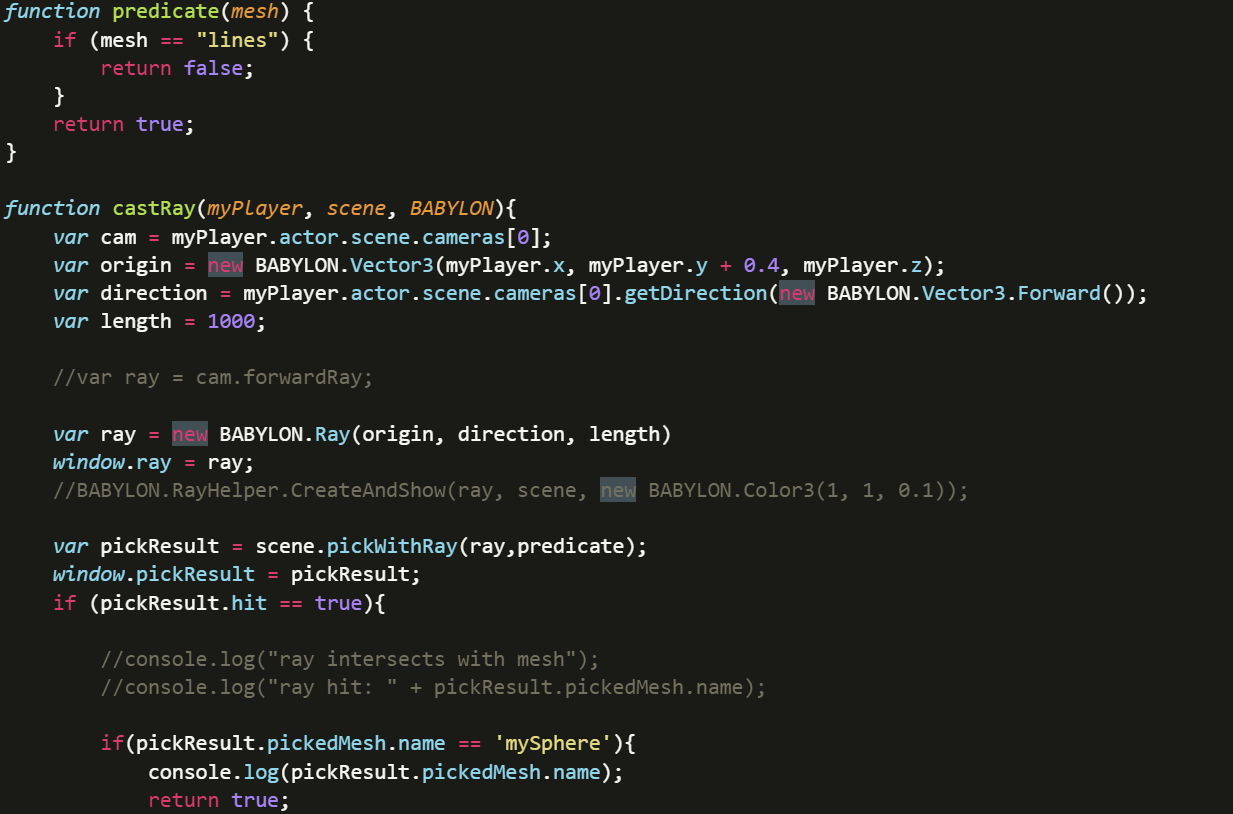 function predicate(mesh) {
    if (mesh == "lines") {
        return false;
    }
    return true;
}

function castRay(myPlayer, scene, BABYLON){
    var cam = myPlayer.actor.scene.cameras[0];
    var origin = new BABYLON.Vector3(myPlayer.x, myPlayer.y + 0.4, myPlayer.z);
    var direction = myPlayer.actor.scene.cameras[0].getDirection(new BABYLON.Vector3.Forward());
    var length = 1000;

    //var ray = cam.forwardRay;

    var ray = new BABYLON.Ray(origin, direction, length)
    window.ray = ray;
    //BABYLON.RayHelper.CreateAndShow(ray, scene, new BABYLON.Color3(1, 1, 0.1));

    var pickResult = scene.pickWithRay(ray,predicate);
    window.pickResult = pickResult;
    if (pickResult.hit == true){

        //console.log("ray intersects with mesh");
        //console.log("ray hit: " + pickResult.pickedMesh.name);

        if(pickResult.pickedMesh.name == 'mySphere'){
            console.log(pickResult.pickedMesh.name);
            return true;